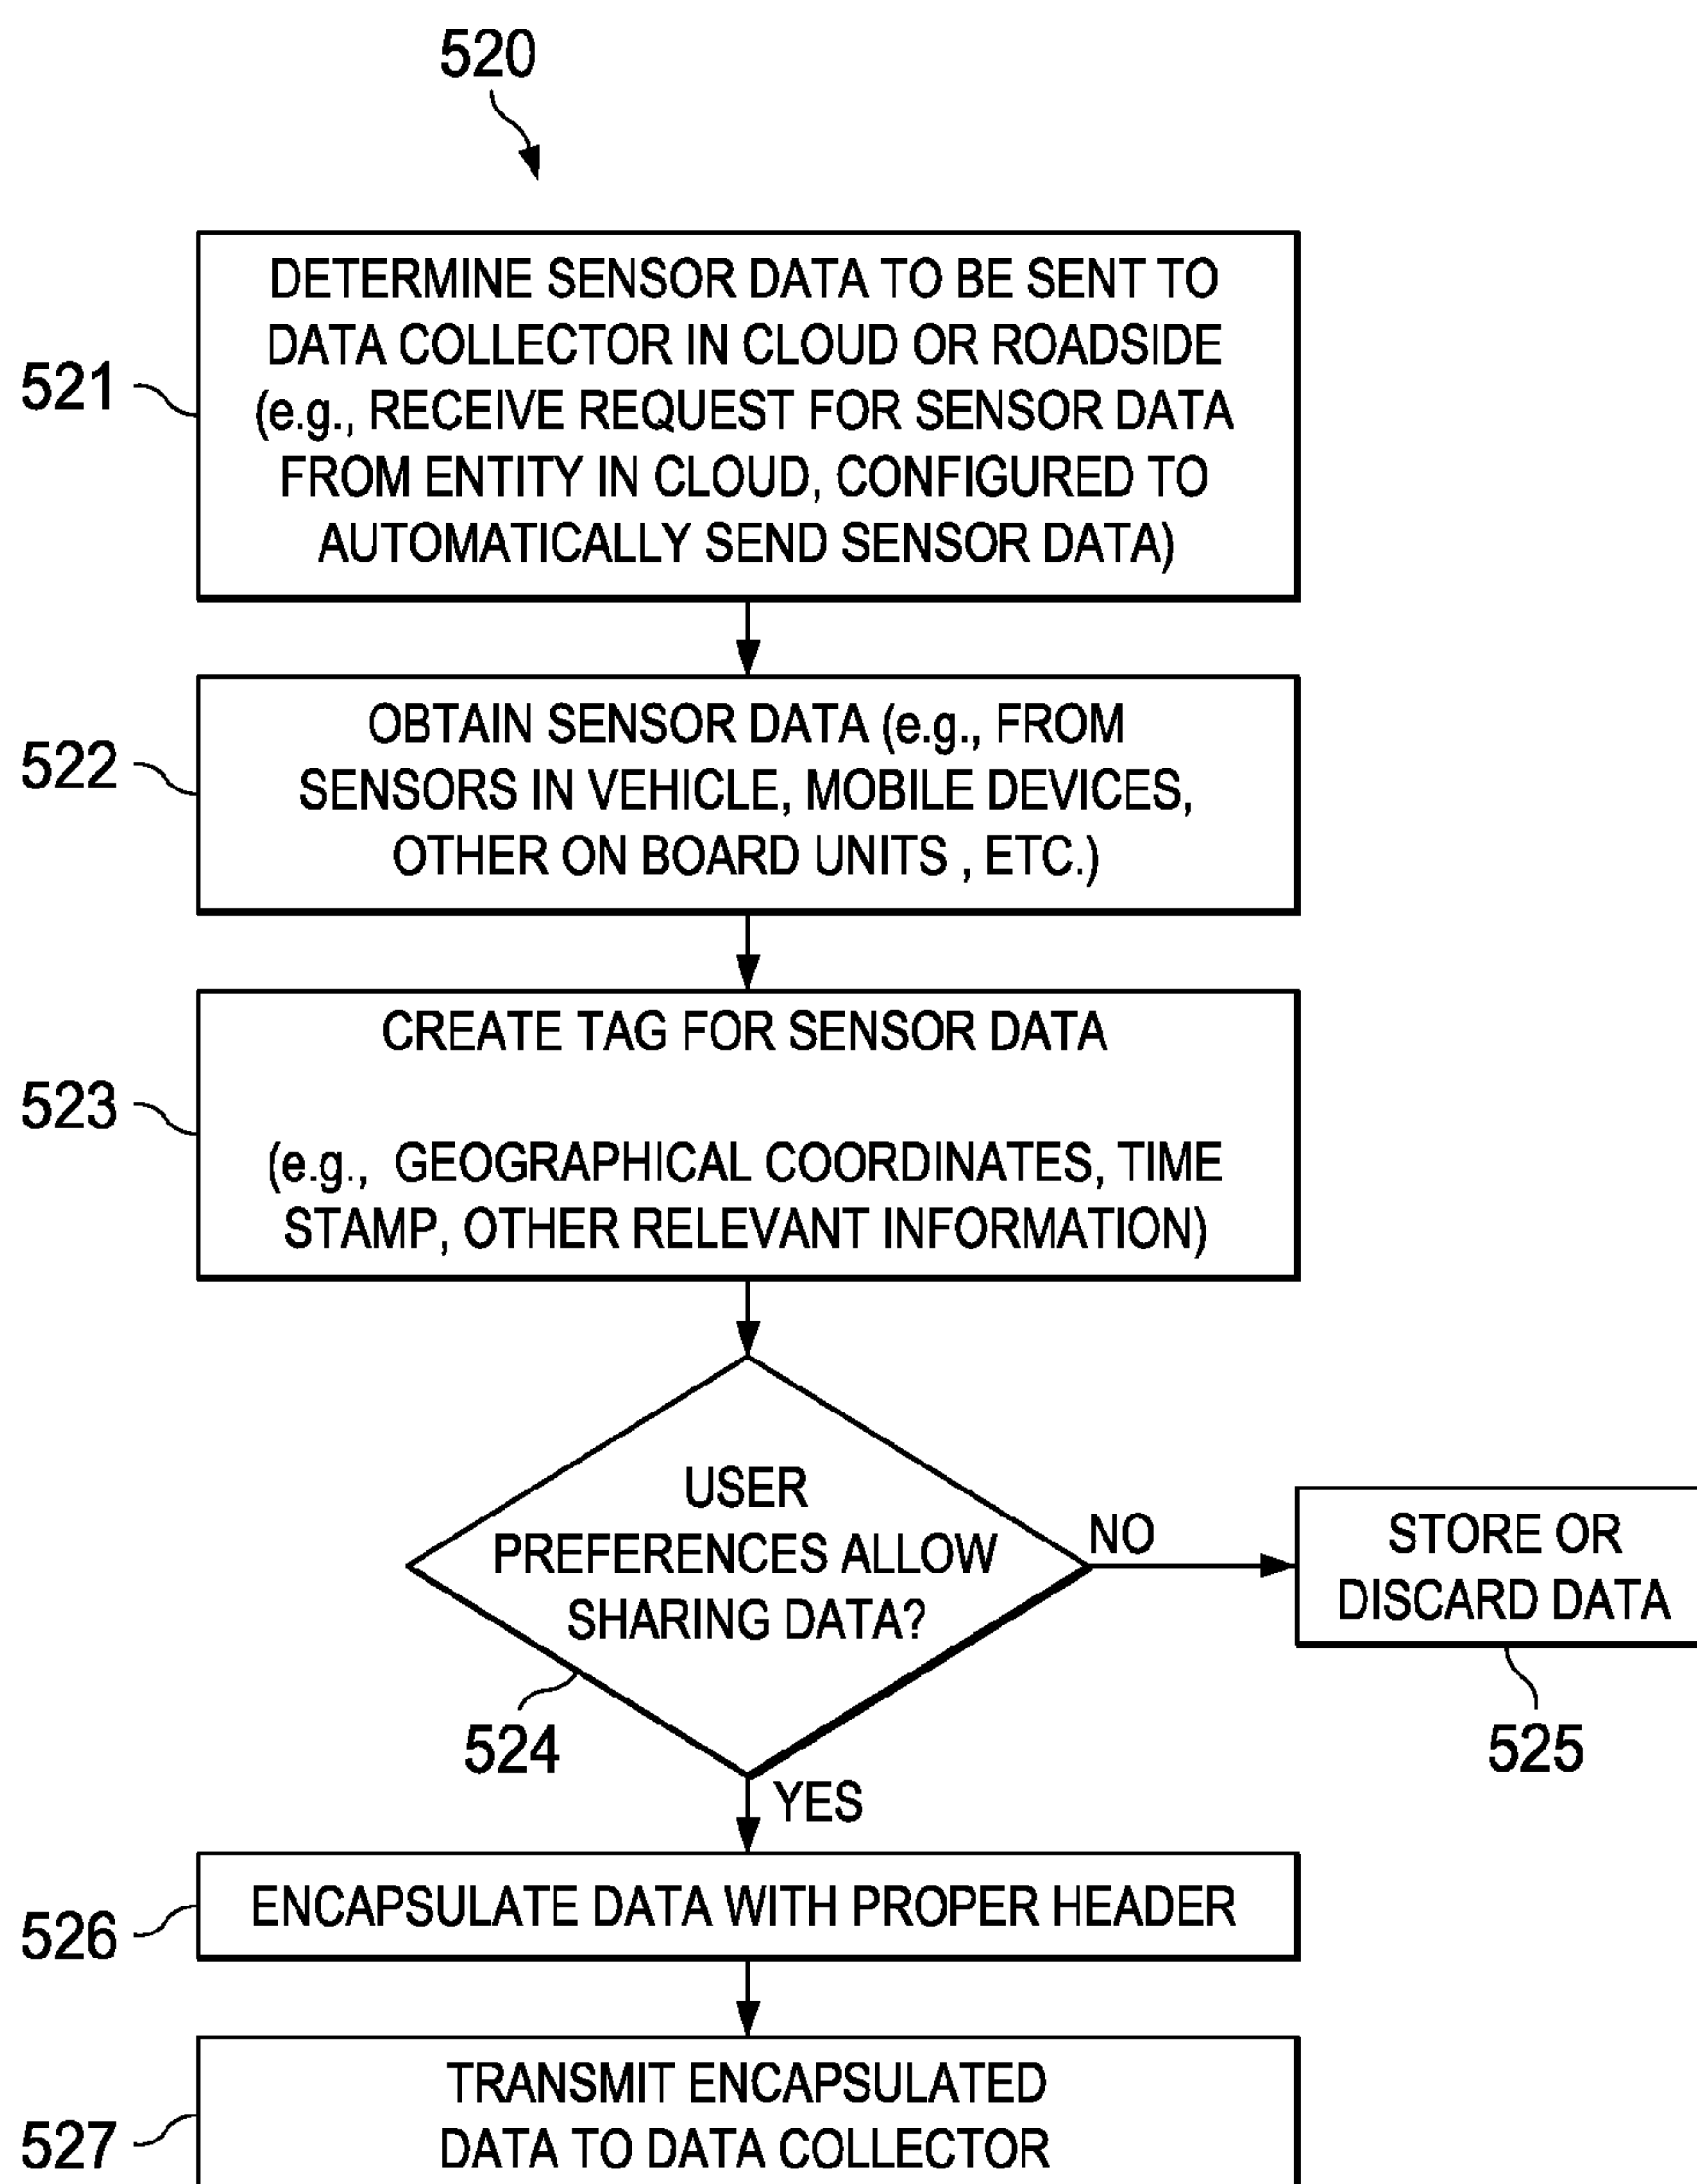 520
521
DETERMINE SENSOR DATA TO BE SENT TO
DATA COLLECTOR IN CLOUD OR ROADSIDE
(e.g., RECEIVE REQUEST FOR SENSOR DATA
FROM ENTITY IN CLOUD, CONFIGURED TO
AUTOMATICALLY SEND SENSOR DATA)
522
OBTAIN SENSOR DATA (e.g., FROM
SENSORS IN VEHICLE, MOBILE DEVICES,
OTHER ON BOARD UNITS , ETC.)
523
CREATE TAG FOR SENSOR DATA
(e.g., GEOGRAPHICAL COORDINATES, TIME
STAMP, OTHER RELEVANT INFORMATION)
USER
PREFERENCES ALLOW
SHARING DATA?
524
NO
STORE OR
DISCARD DATA
525
YES
526
ENCAPSULATE DATA WITH PROPER HEADER
527
TRANSMIT ENCAPSULATED
DATA TO DATA COLLECTOR